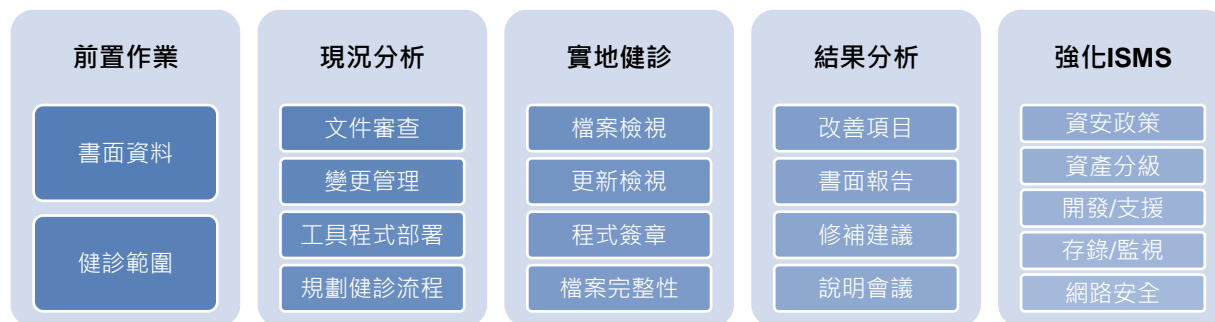 前置作業
書面資料
健診範圍
現況分析
文件審查
變更管理
工具程式部署
規劃健診流程
實地健診
檔案檢視
更新檢視
程式簽章
檔案完整性
結果分析
改善項目
書面報告
修補建議
說明會議
強化ISMS
資安政策
資產分級
開發/支援
存錄/監視
網路安全